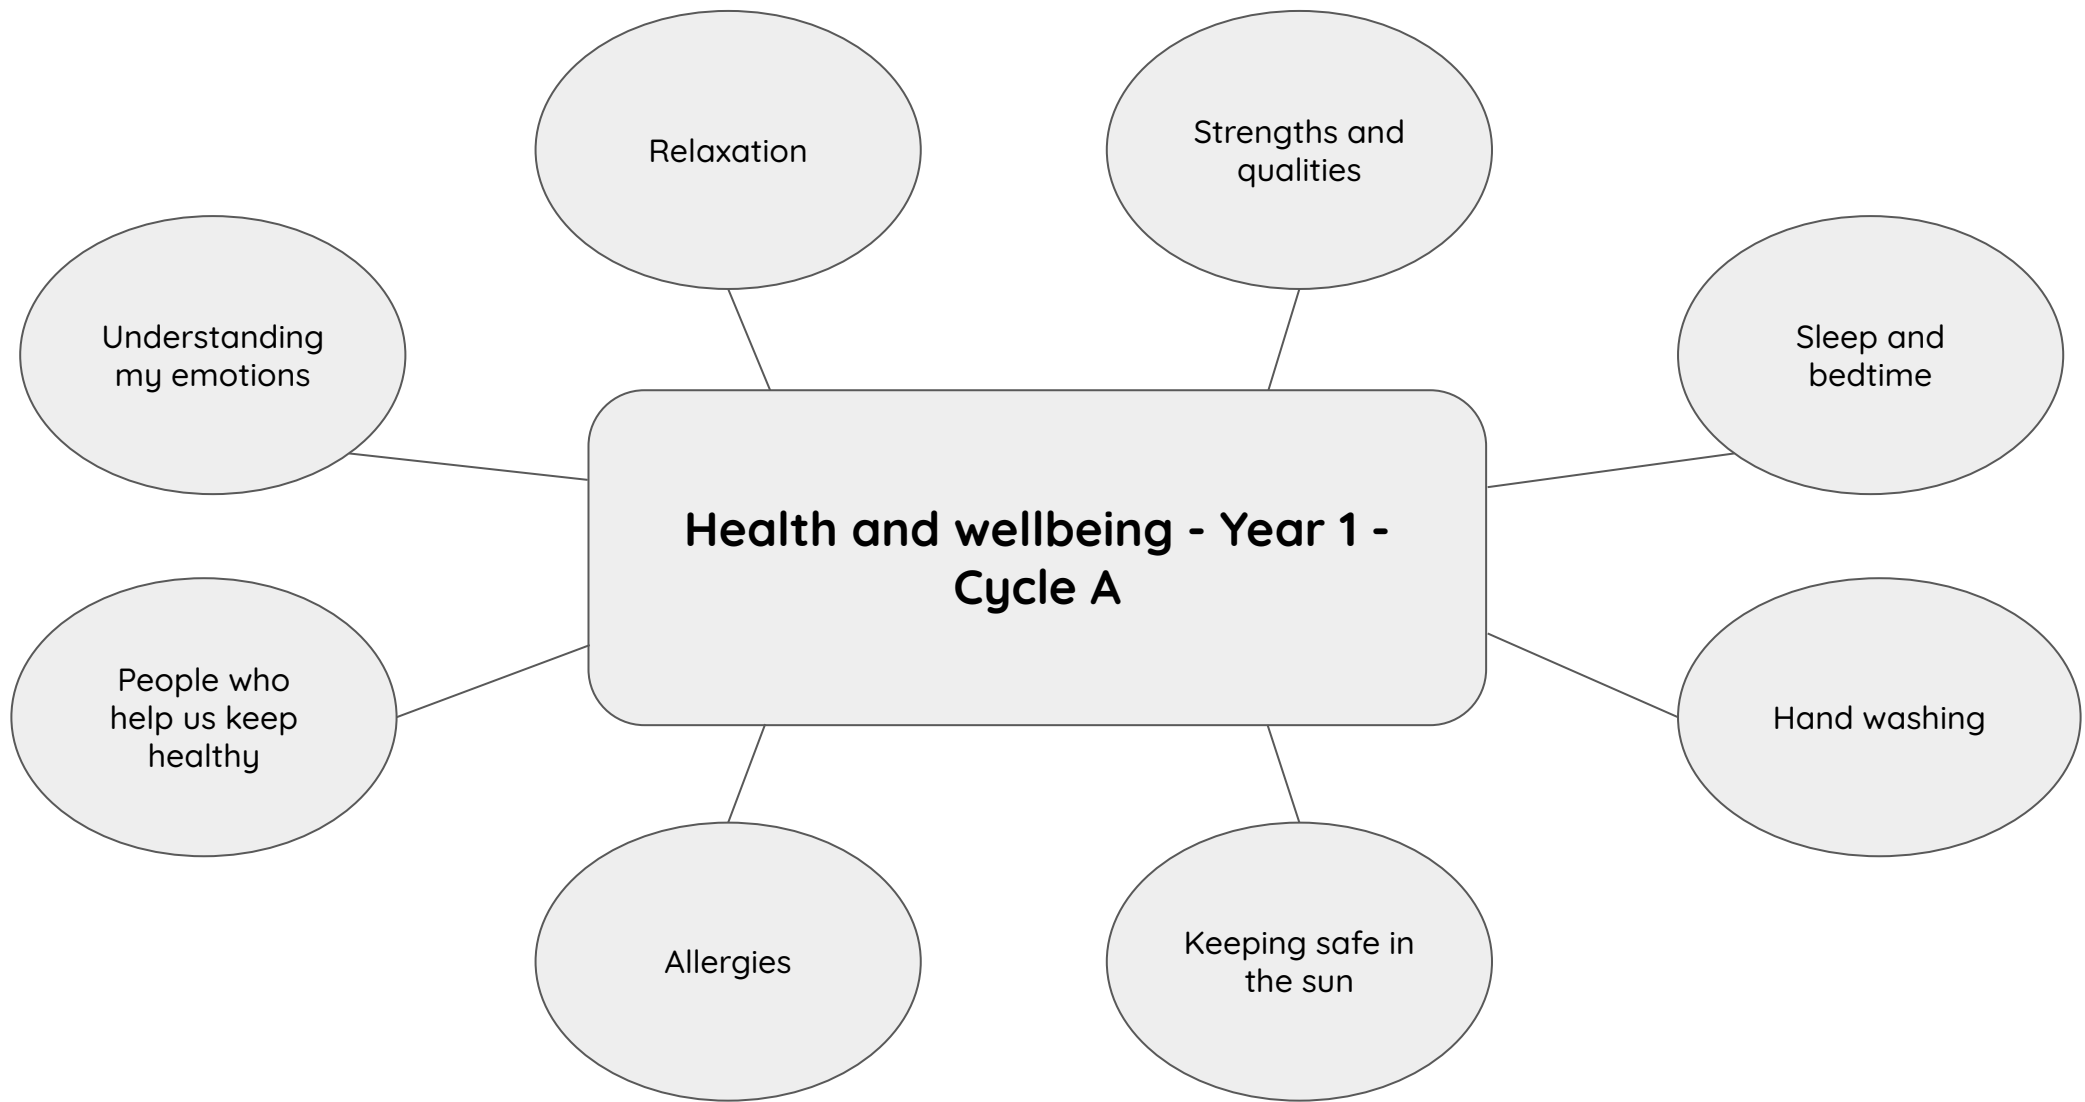 Relaxation
Strengths and
qualities
Understanding
my emotions
Sleep and
bedtime
Health and wellbeing - Year 1 -
Cycle A
People who
help us keep
healthy
Hand washing
Allergies
Keeping safe in
the sun